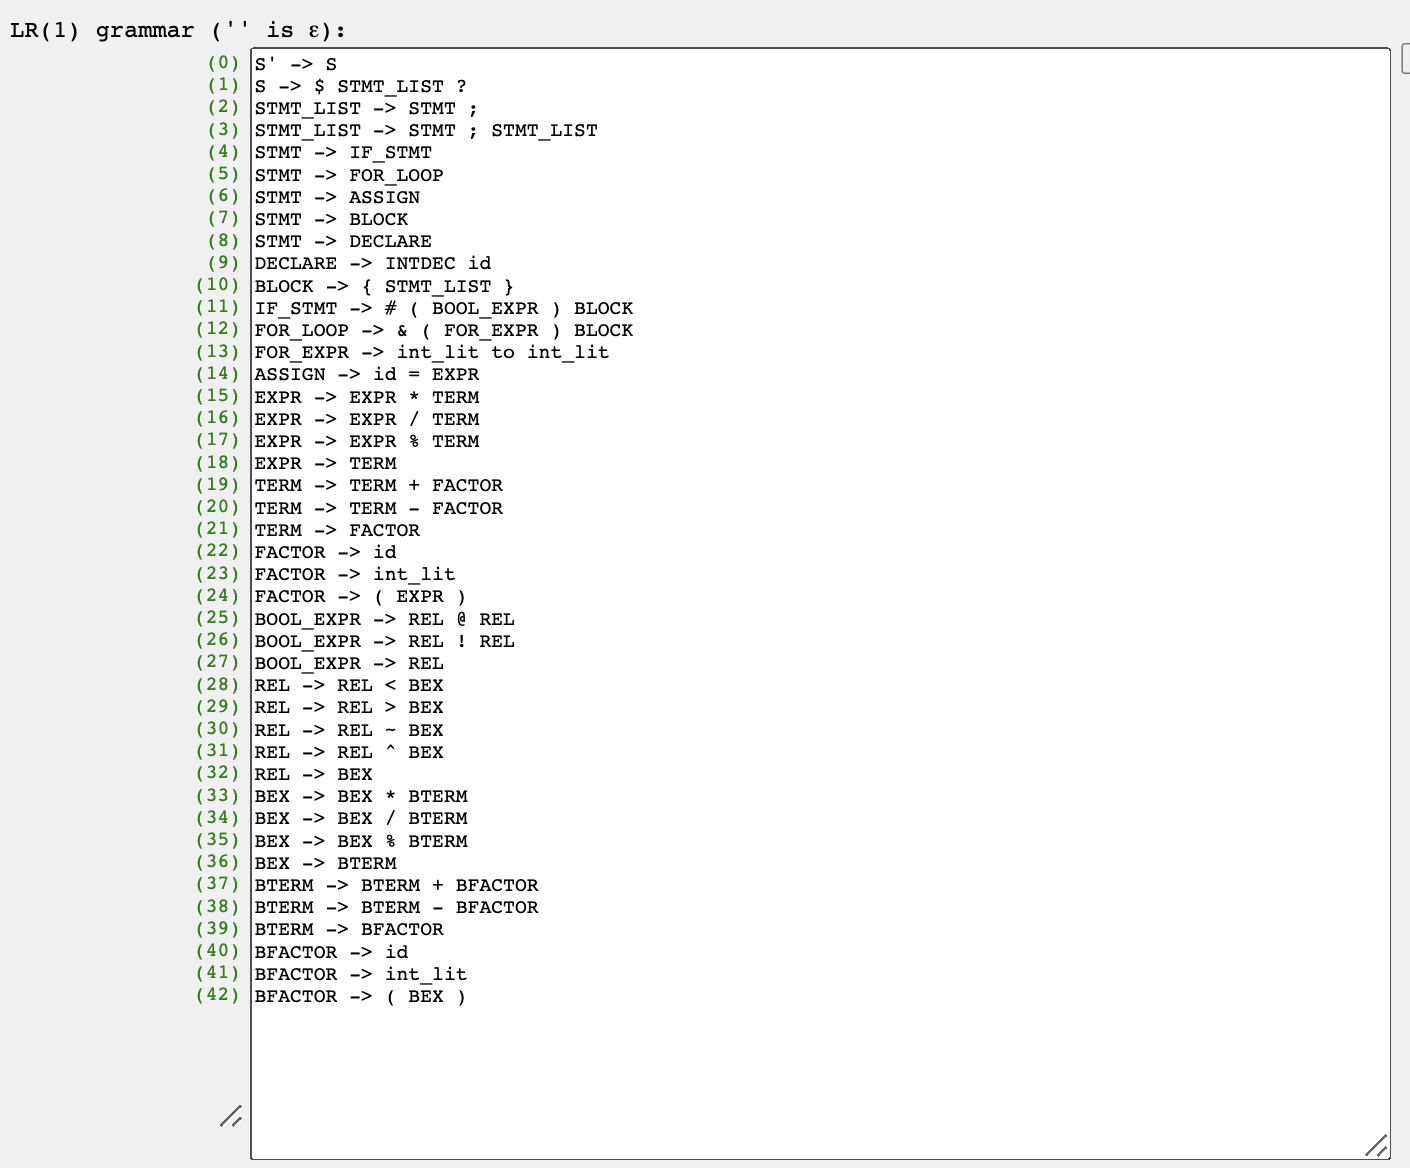 LR(1) grammar ('' is ε):
(0) S' -> S
(1) S -> $ STMT_LIST ?
(2) STMT_LIST -> STMT ;
(3) STMT_LIST -> STMT ; STMT_LIST
(4) STMT -> IF_STMT
(5) STMT -> FOR_LOOP
(6) STMT -> ASSIGN
(7) STMT -> BLOCK
(8) STMT -> DECLARE
(9) DECLARE -> INTDEC id
(10) BLOCK -> { STMT_LIST }
(11) IF_STMT -> # ( BOOL_EXPR ) BLOCK
(12) FOR_LOOP -> & ( FOR_EXPR ) BLOCK
(13) FOR_EXPR -> int_lit to int_lit
(14) ASSIGN -> id = EXPR
(15) EXPR -> EXPR * TERM
(16) EXPR -> EXPR / TERM
(17) EXPR -> EXPR % TERM
(18) EXPR -> TERM
(19) TERM -> TERM + FACTOR
(20) TERM -> TERM - FACTOR
(21) TERM -> FACTOR
(22) FACTOR -> id
(23) FACTOR -> int_lit
(24) FACTOR -> ( EXPR )
(25) BOOL_EXPR -> REL @ REL
(26) BOOL_EXPR -> REL ! REL
(27) BOOL_EXPR -> REL
(28) REL -> REL < BEX
(29) REL -> REL > BEX
(30) REL -> REL ~ BEX
(31) REL -> REL ^ BEX
(32) REL -> BEX
(33) BEX -> BEX * BTERM
(34) BEX -> BEX / BTERM
(35) BEX -> BEX % BTERM
(36) BEX -> BTERM
(37) BTERM -> BTERM + BFACTOR
(38) BTERM -> BTERM - BFACTOR
(39) BTERM -> BFACTOR
(40) BFACTOR -> id
(41) BFACTOR -> int_lit
(42) BFACTOR -> ( BEX )